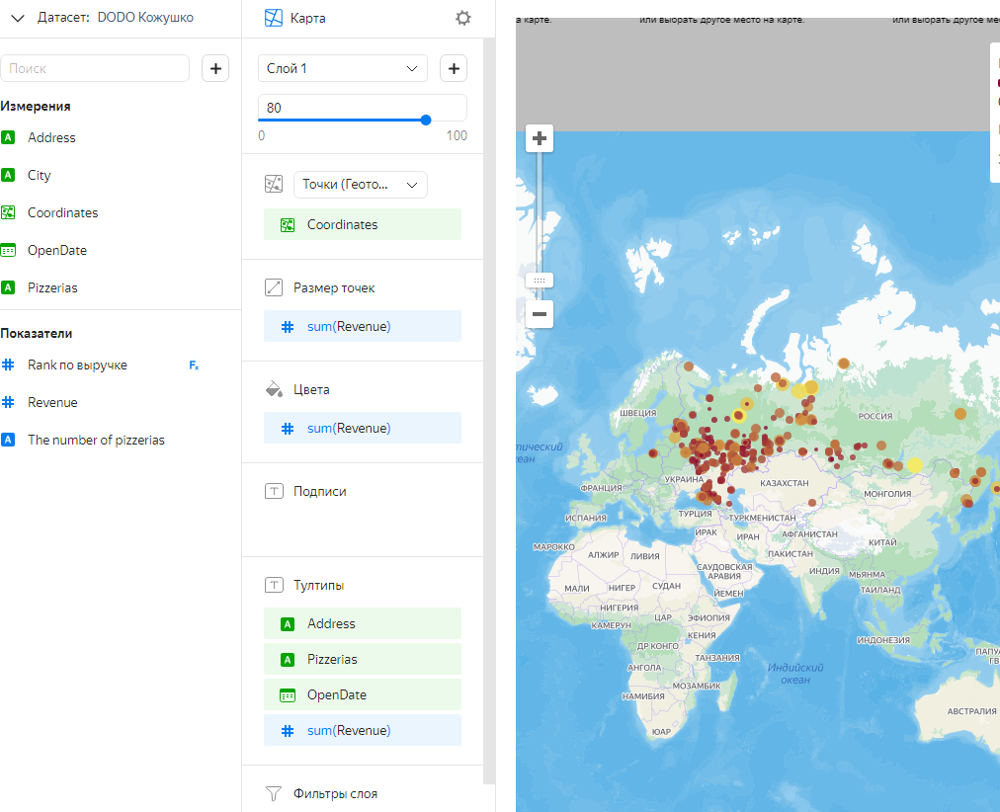 Датасет: DODO Кожушко
Поиск
Измерения
Address
City
Coordinates
OpenDate
Pizzerias
Показатели
Rank по выручке
Revenue
The number of pizzerias
Карта
Слой 1
80
0 100
Точки (Геото...
Coordinates
Размер точек
sum(Revenue)
Цвета
sum(Revenue)
Подписи
Тултипы
Address
Pizzerias
OpenDate
sum(Revenue)
Фильтры слоя
а карте. или выбрать другое место на карте. или выбрать другое ме
ШВЕЦИЯ
РОССИЯ
тический
океан
УКРАИНА
КАЗАХСТАН
ФРАНЦИЯ
МОНГОЛИЯ
ИСПАНИЯ
ТУРЦИЯ
ТУРКМЕНИСТАН
ИРАК
ИРАН
АФГАНИСТАН
КИТАЙ
МАРОККО
АЛЖИР
ЛИВИЯ
ПАКИСТАН
САУДОВСКАЯ
АРАВИЯ
ИНДИЯ
МЬЯНМА
МАЛИ
НИГЕР
СУДАН
ЙЕМЕН
ТАИЛАНД
НИГЕРИЯ
КАМЕРУН
ЦАР
ЭФИОПИЯ
КЕНИЯ
ДР КОНГО
ИНДОНЕЗИЯ
ПАПУ
ГВ
ТАНЗАНИЯ
АНГОЛА
Индийский
океан
МОЗАМБИК
НАМИБИЯ
АВСТРАЛИЯ
ЮАР